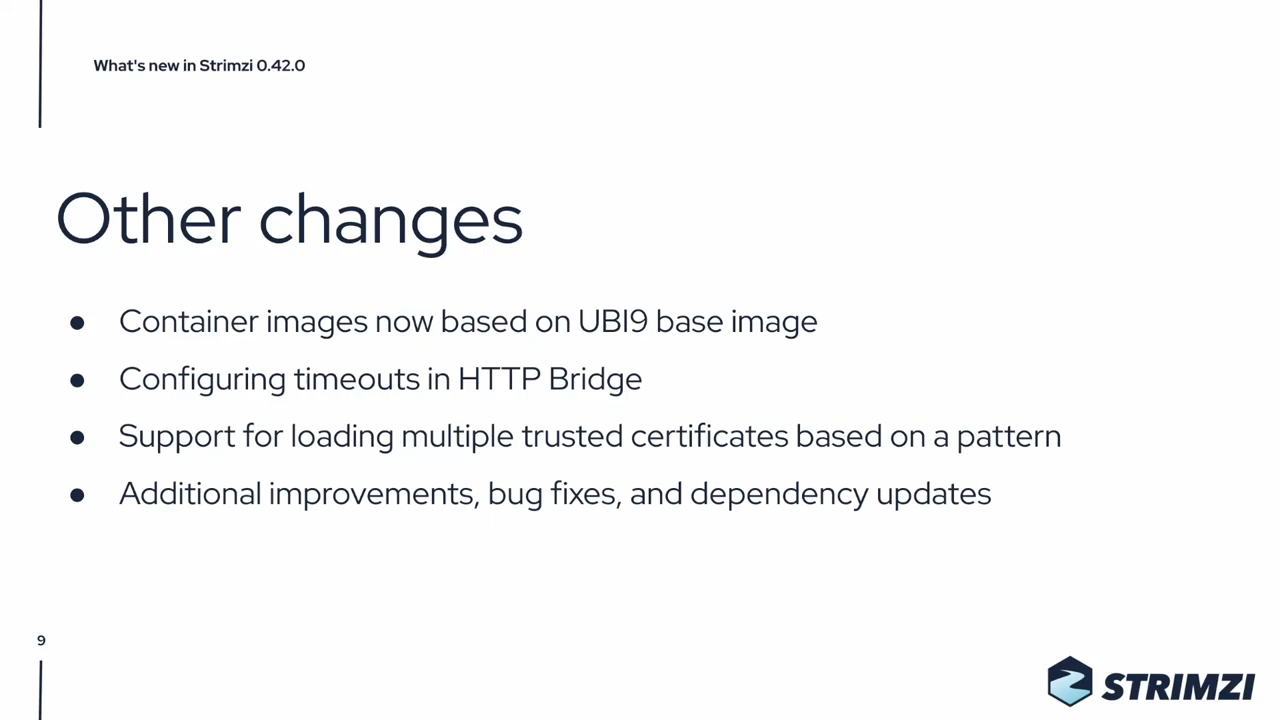 What's new in Strimzi 0.42.0
Other changes
● Container images now based on UBI9 base image
● Configuring timeouts in HTTP Bridge
● Support for loading multiple trusted certificates based on a pattern
● Additional improvements, bug fixes, and dependency updates
9
STRIMZI